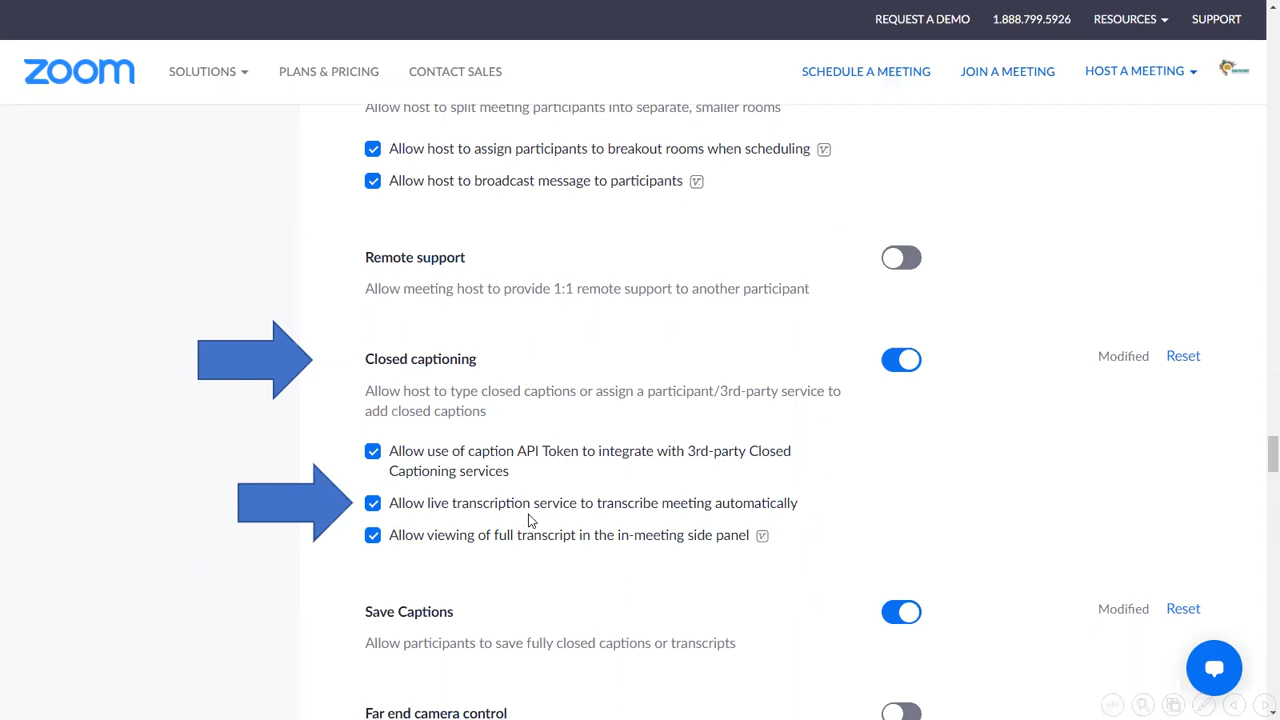 REQUEST A DEMO 1.888.799.5926 RESOURCES SUPPORT
zoom SOLUTIONS PLANS & PRICING CONTACT SALES SCHEDULE A MEETING JOIN A MEETING HOST A MEETING
Allow host to split meeting participants into separate, smaller rooms
Allow host to assign participants to breakout rooms when scheduling
Allow host to broadcast message to participants
Remote support
Allow meeting host to provide 1:1 remote support to another participant
Closed captioning Modified Reset
Allow host to type closed captions or assign a participant/3rd-party service to
add closed captions
Allow use of caption API Token to integrate with 3rd-party Closed
Captioning services
Allow live transcription service to transcribe meeting automatically
Allow viewing of full transcript in the in-meeting side panel
Save Captions Modified Reset
Allow participants to save fully closed captions or transcripts
Far end camera control